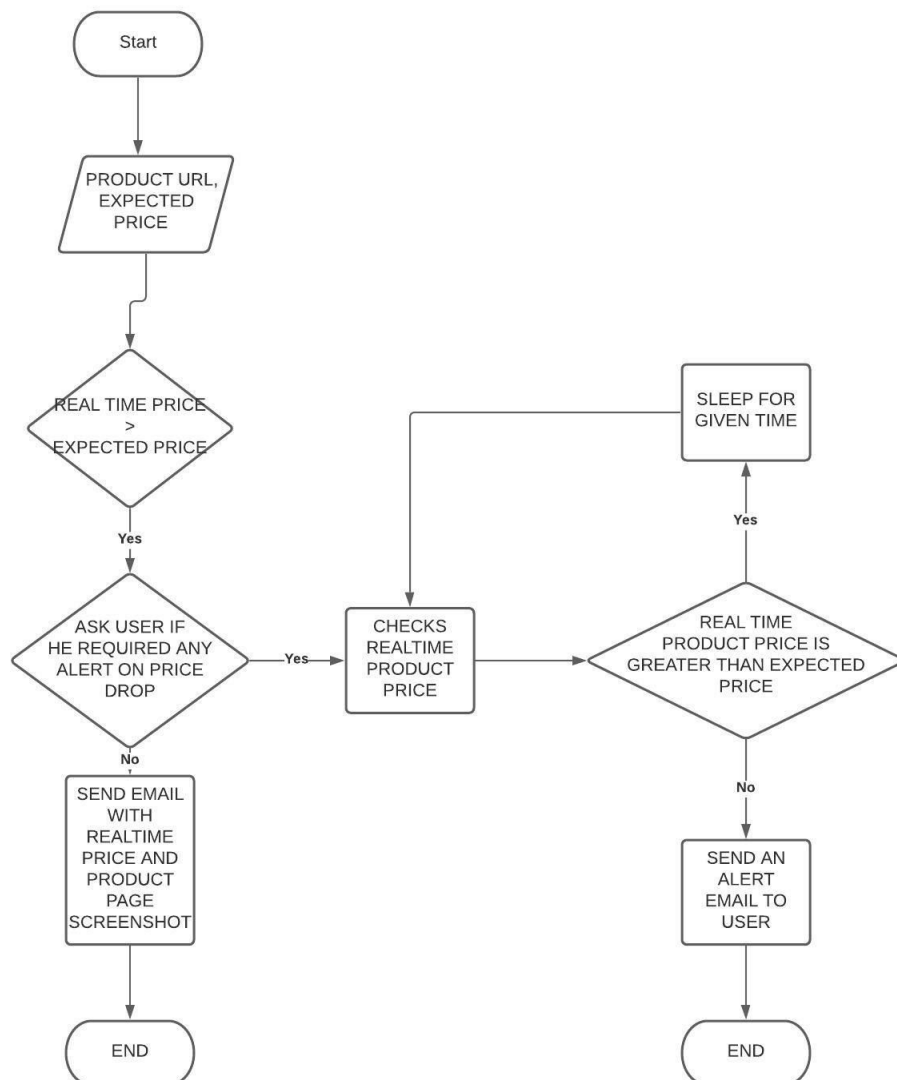 Start
PRODUCT URL,
EXPECTED
PRICE
REAL TIME PRICE
>
EXPECTED PRICE
Yes
ASK USER IF
HE REQUIRED ANY
ALERT ON PRICE
DROP
Yes
No
SEND EMAIL
WITH
REALTIME
PRICE AND
PRODUCT
PAGE
SCREENSHOT
END
CHECKS
REALTIME
PRODUCT
PRICE
REAL TIME
PRODUCT PRICE IS
GREATER THAN EXPECTED
PRICE
Yes
SLEEP FOR
GIVEN TIME
No
SEND AN
ALERT
EMAIL TO
USER
END